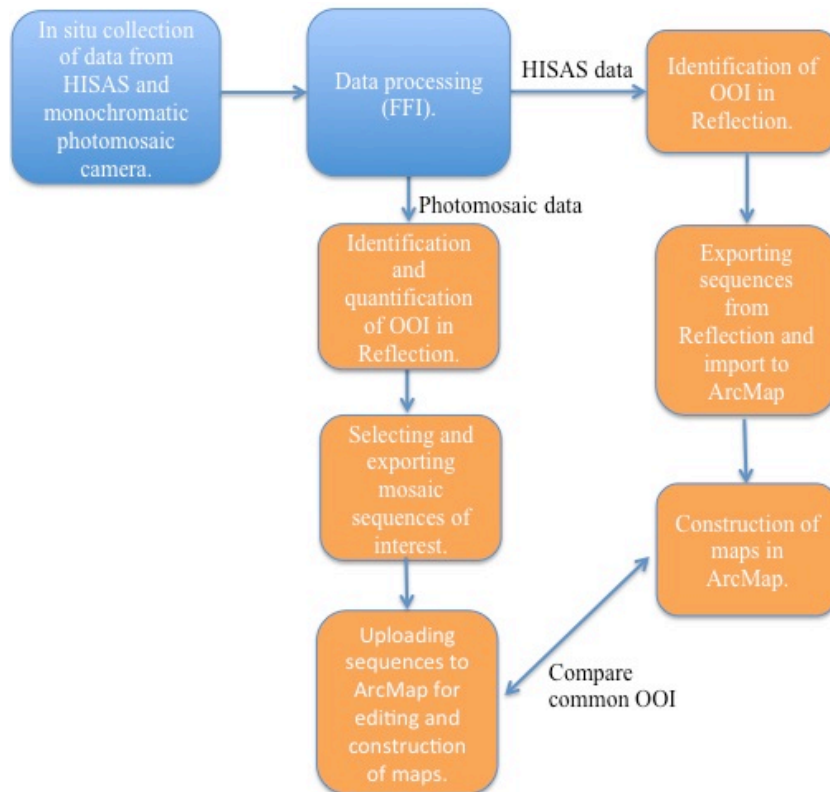 In situ collection
of data from
HISAS and
monochromatic
photomosaic
camera.
Data processing
(FFI).
HISAS data
Identification of
OOI in
Reflection.
Photomosaic data
Identification
and
quantification
of OOI in
Reflection.
Exporting
sequences
from
Reflection and
import to
ArcMap
Selecting and
exporting
mosaic
sequences of
interest.
Construction of
maps in
ArcMap.
Uploading
sequences to
ArcMap for
editing and
construction
of maps.
Compare
common OOI